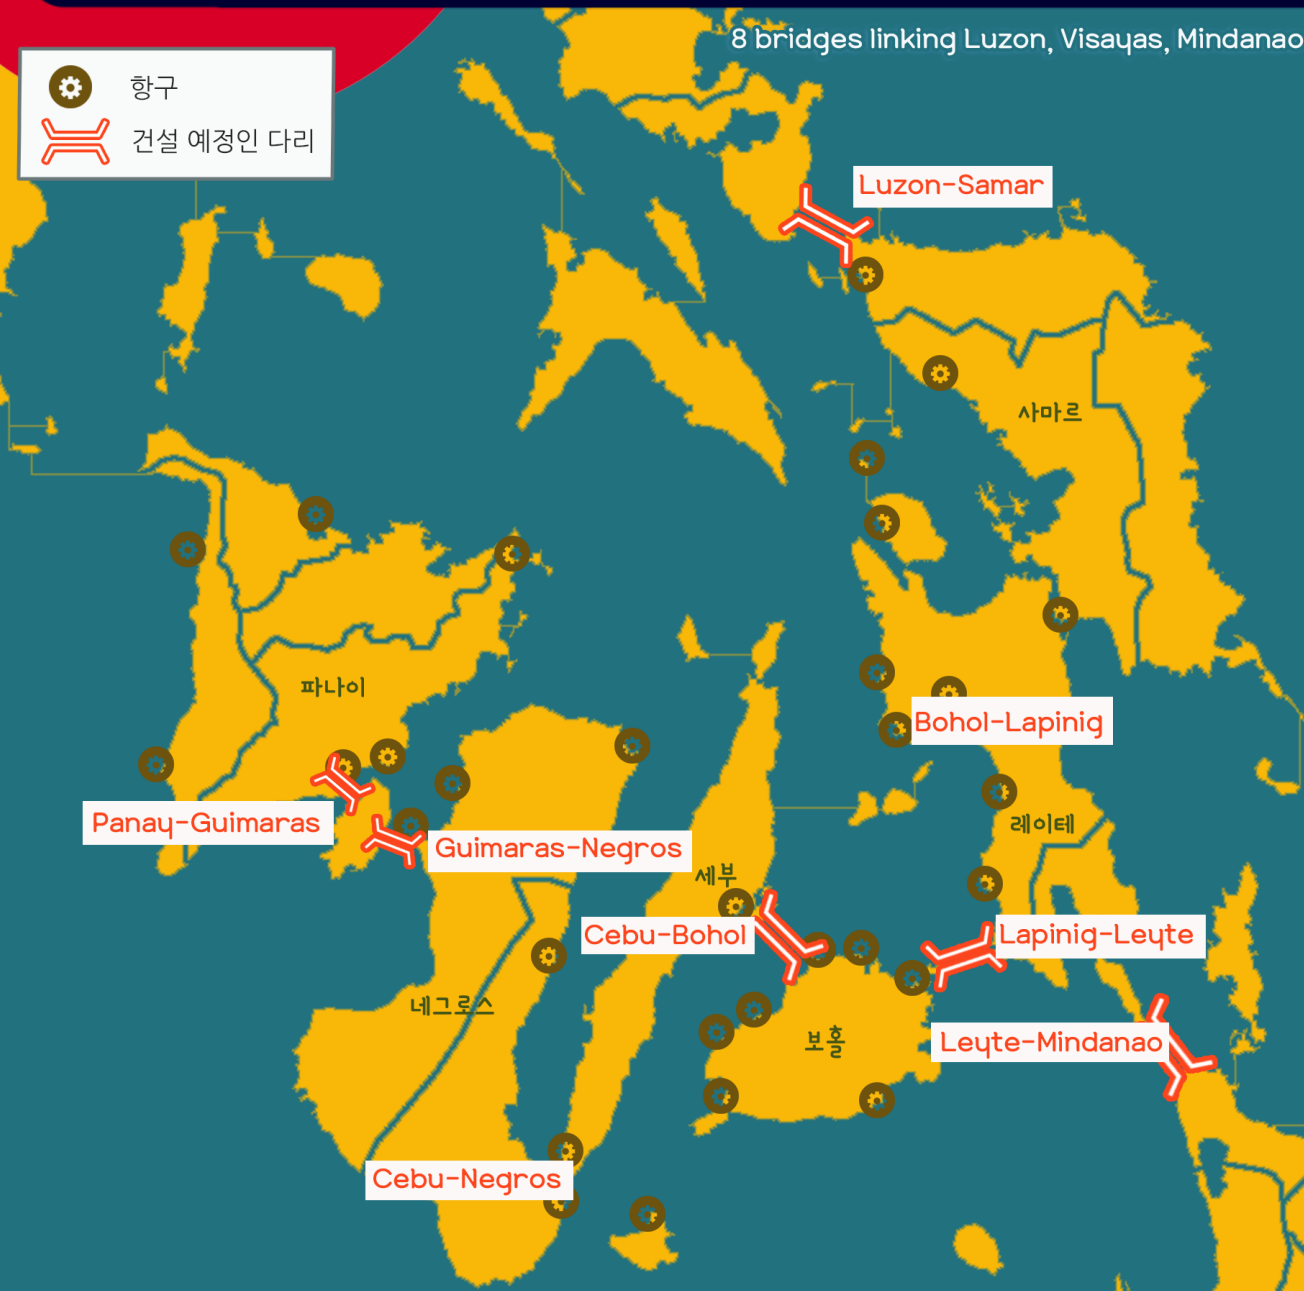 8 bridges linking Luzon, Visayas, Mindanao
항구
건설 예정인 다리
Luzon-Samar
사마르
파나이
Bohol-Lapinig
Panay-Guimaras
레이테
Guimaras-Negros
세부
Cebu-Bohol
Lapinig-Leyte
네그로스
보홀
Leyte-Mindanao
Cebu-Negros